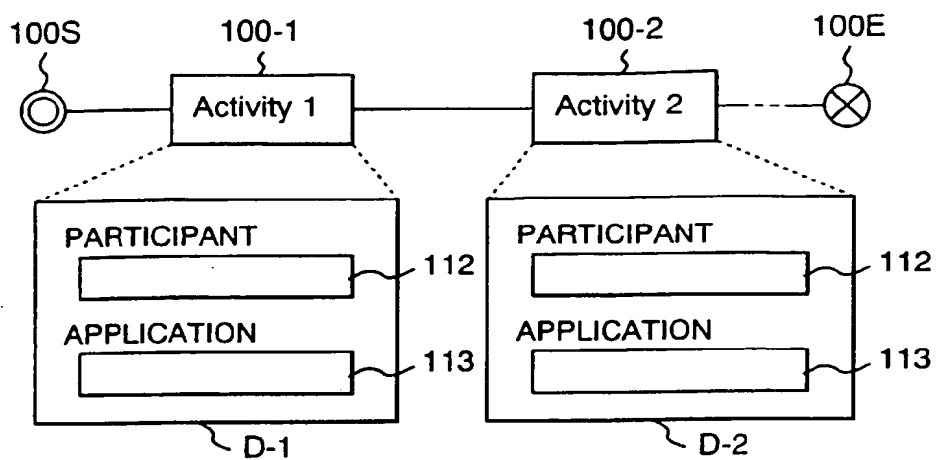 100S 100-1 100-2 100E
Activity 1 Activity 2
PARTICIPANT PARTICIPANT
112 112
APPLICATION APPLICATION
113 113
D-1 D-2